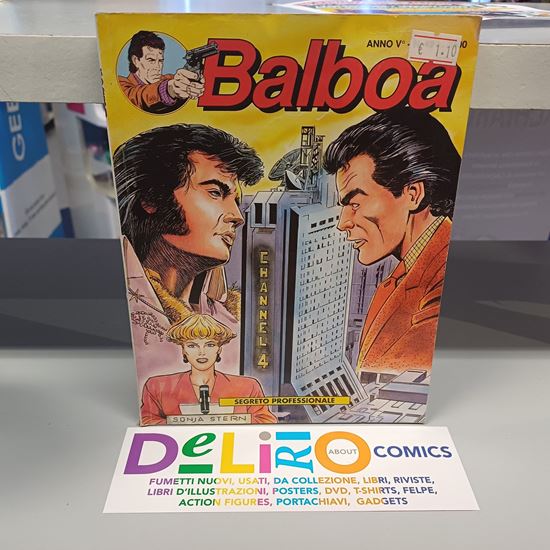 Balboa
ANNO V°
€ 1.10
00
CHANNEL 4
SEGRETO PROFESSIONALE
SONJA STERN
DeLiRiO
ABOUT
COMICS
FUMETTI NUOVI, USATI, DA COLLEZIONE, LIBRI, RIVISTE,
LIBRI D'ILLUSTRAZIONI, POSTERS, DVD, T-SHIRTS, FELPE,
ACTION FIGURES, PORTACHIAVI, GADGETS